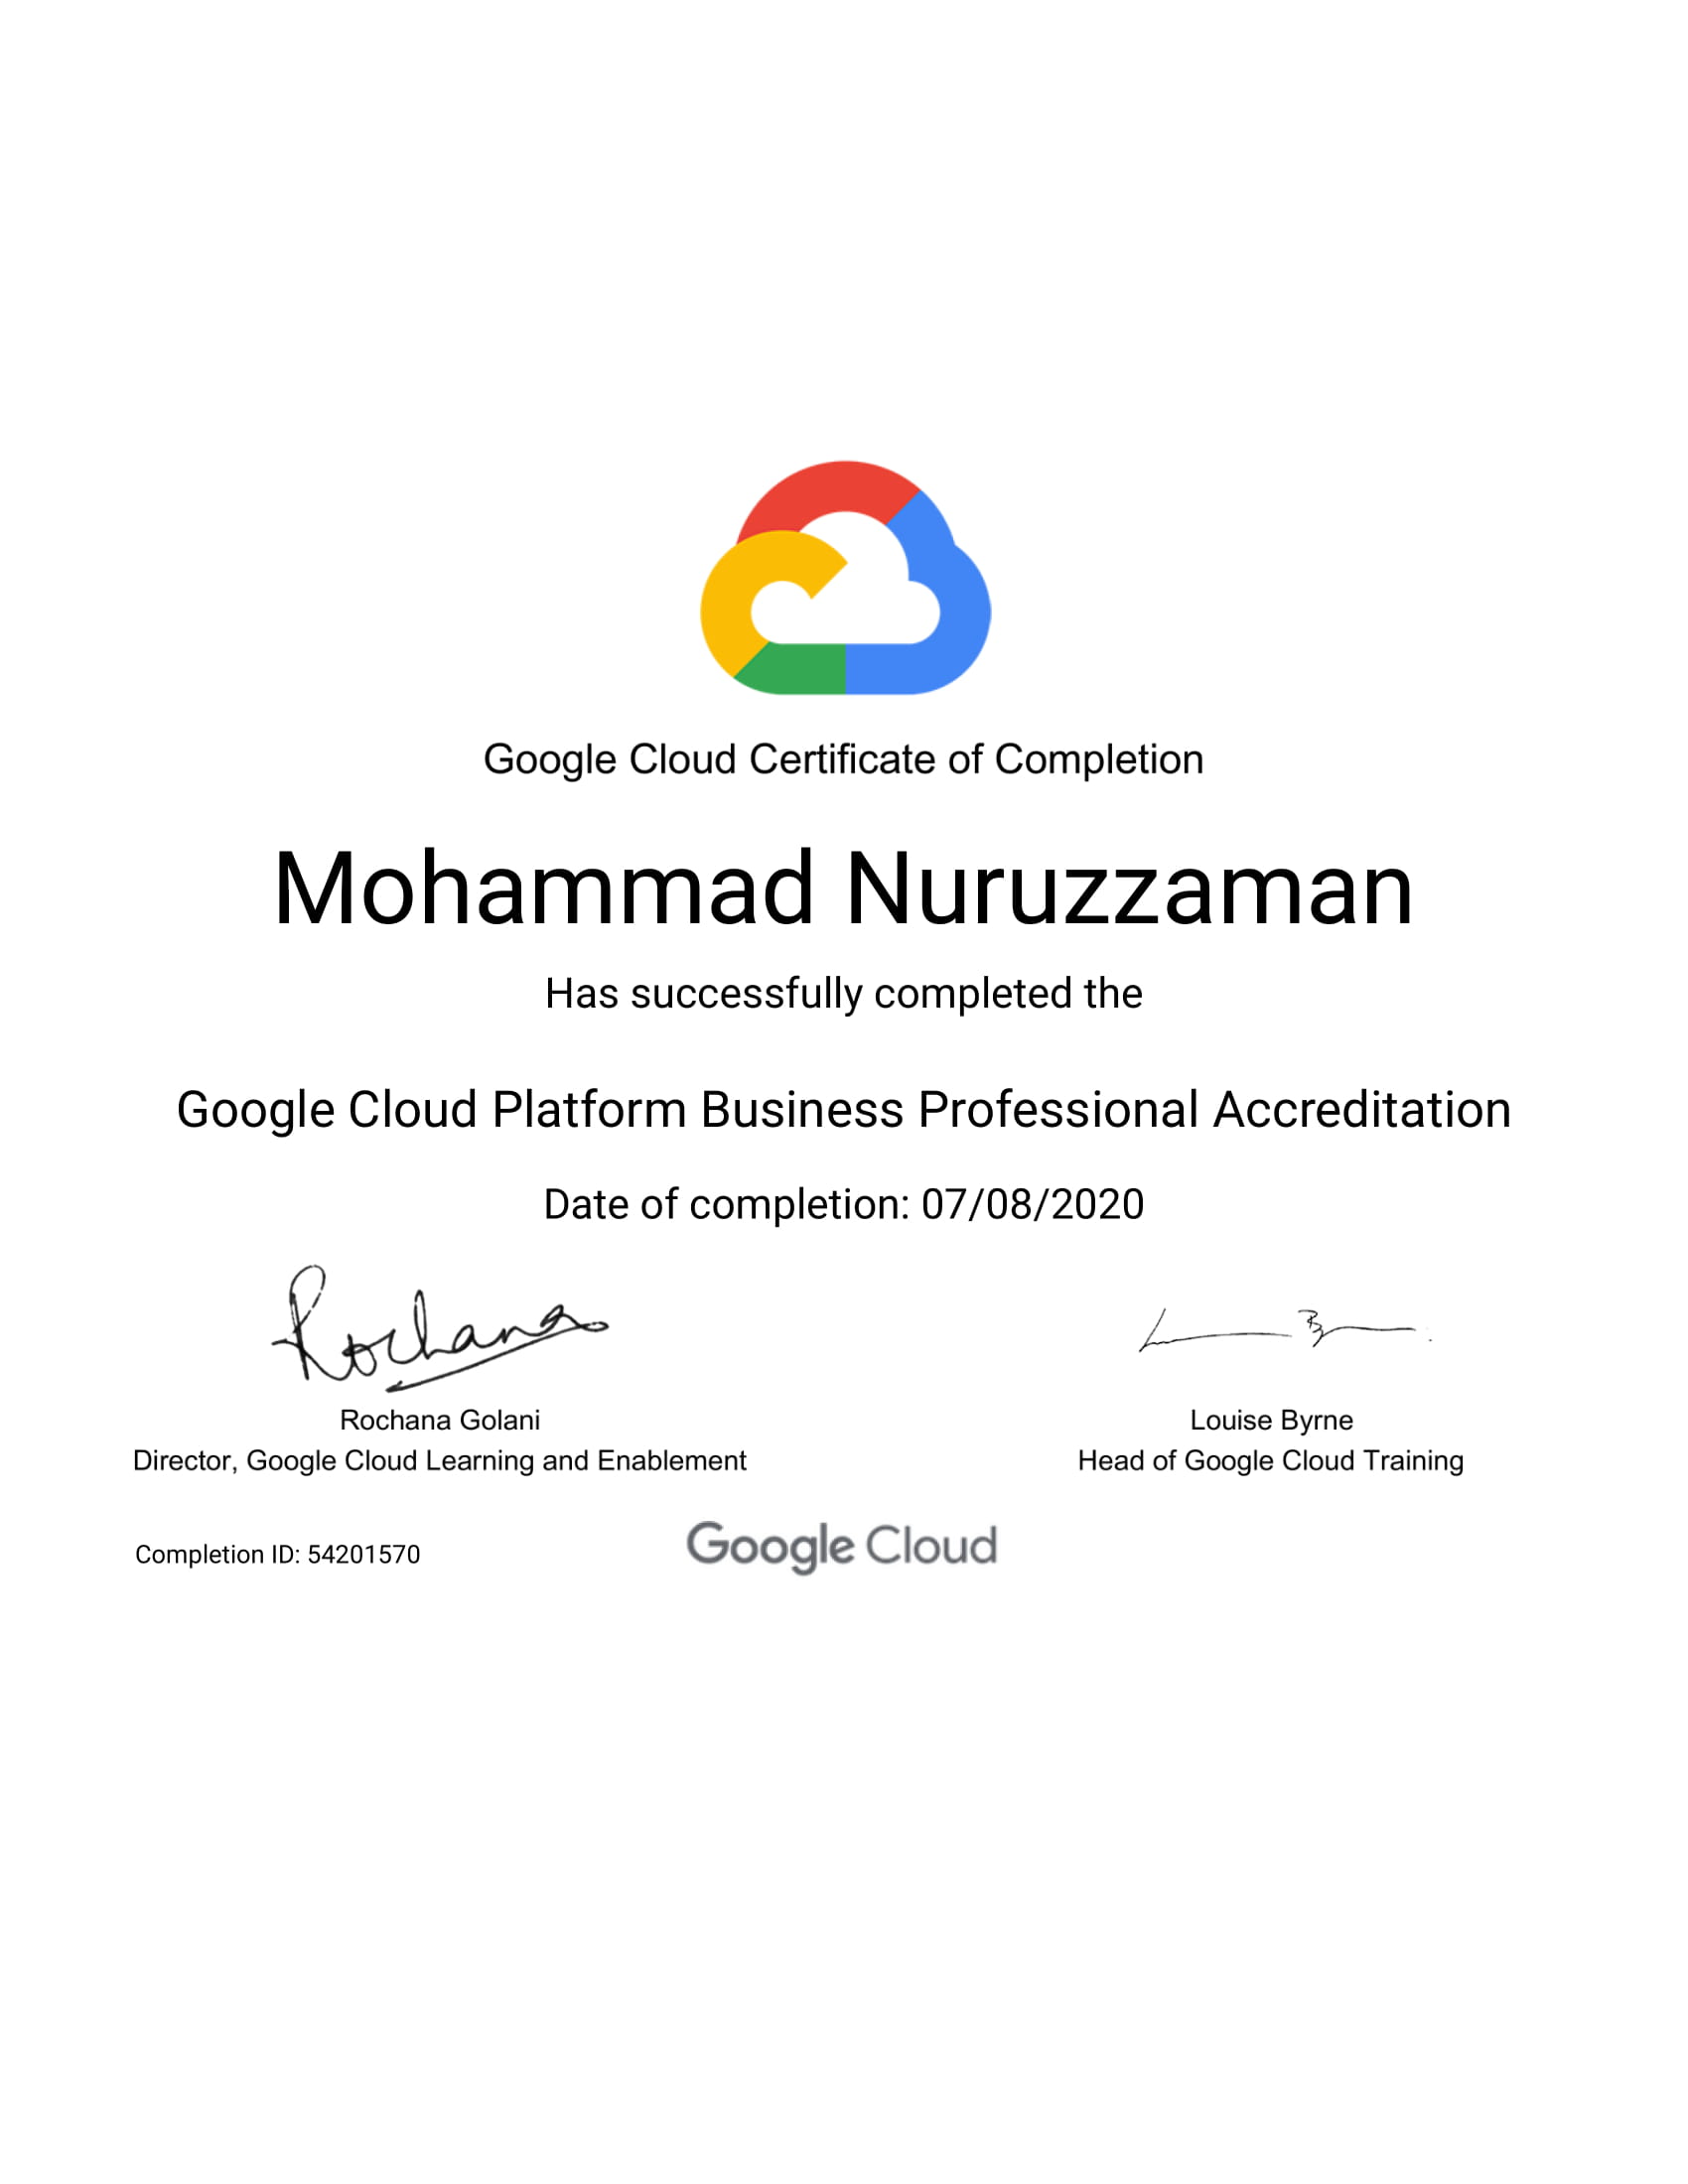 Google Cloud Certificate of Completion
Mohammad Nuruzzaman
Has successfully completed the
Google Cloud Platform Business Professional Accreditation
Date of completion: 07/08/2020
Rochana
Rochana Golani
Director, Google Cloud Learning and Enablement
Louise Byrne
Head of Google Cloud Training
Completion ID: 54201570
Google Cloud